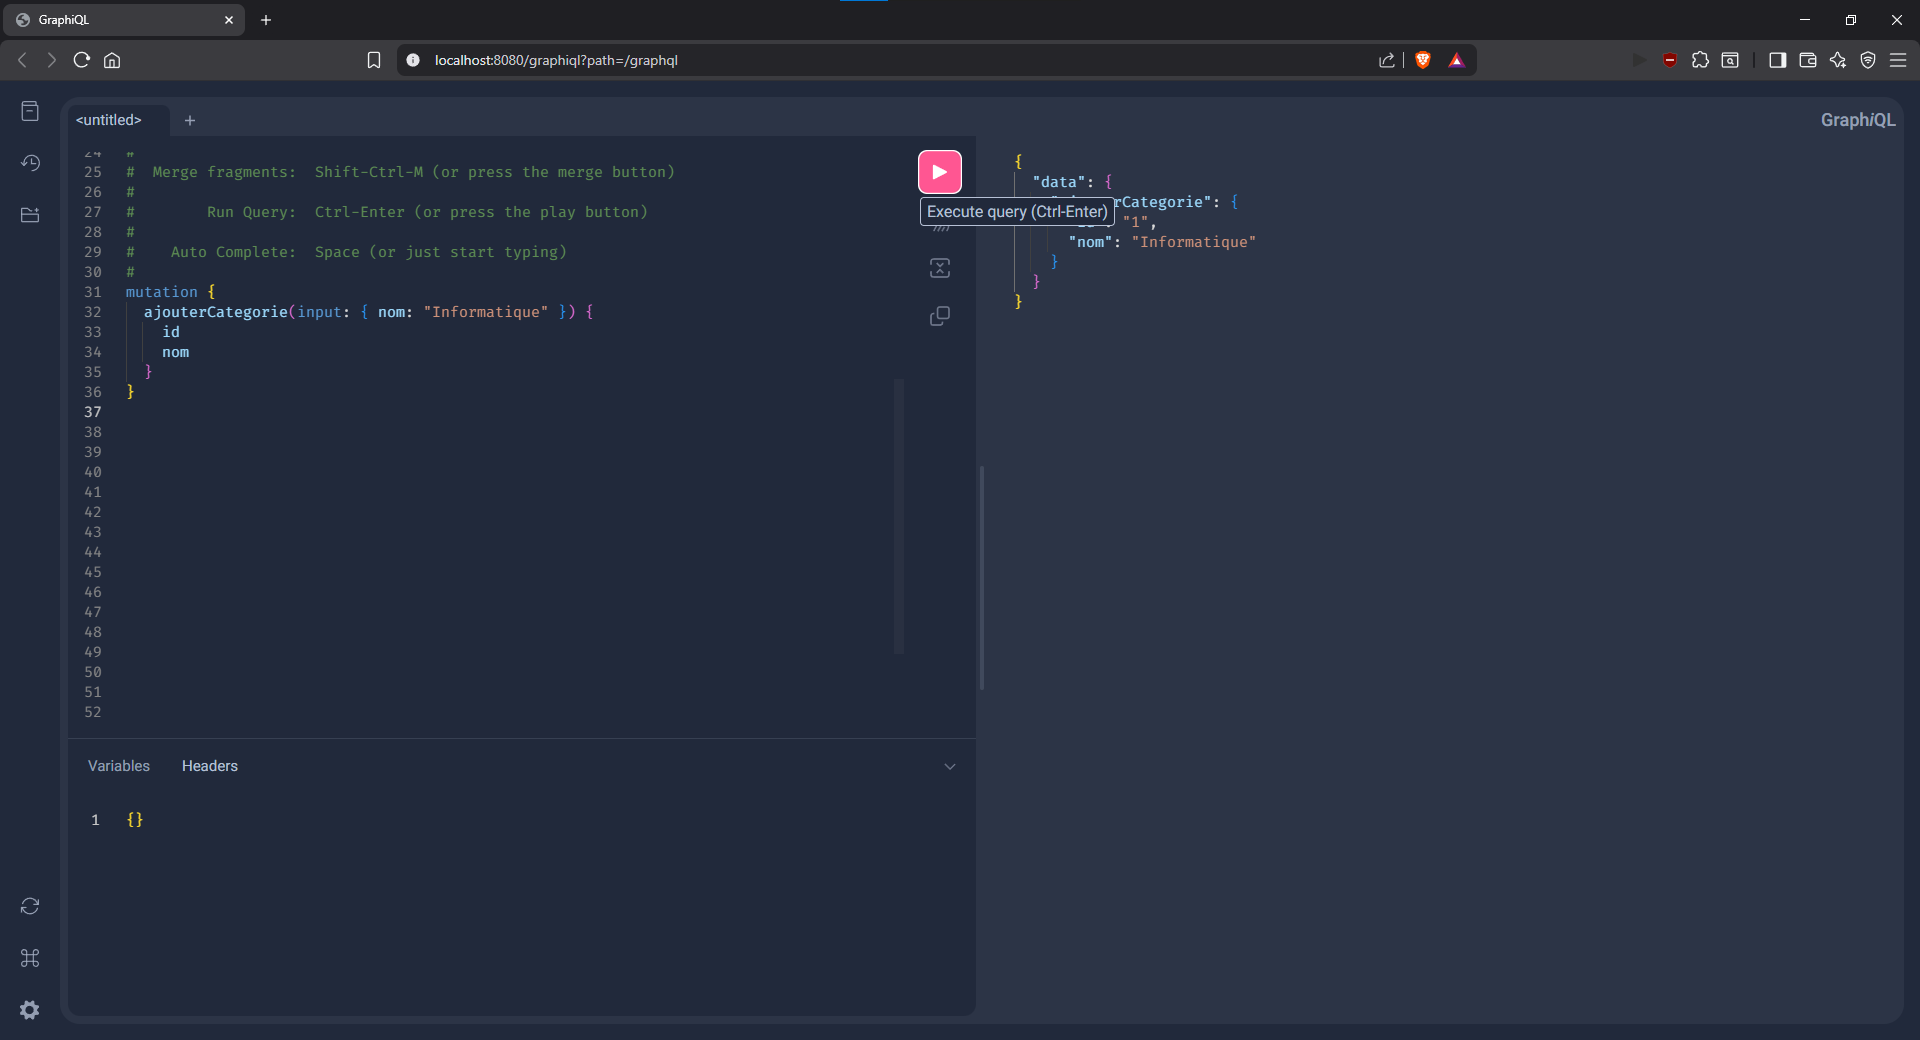 GraphiQL
localhost:8080/graphiql?path=/graphql
<untitled>
GraphiQL
24 #
25 # Merge fragments: Shift-Ctrl-M (or press the merge button)
26 #
27 # Run Query: Ctrl-Enter (or press the play button)
28 #
29 # Auto Complete: Space (or just start typing)
30 #
31 mutation {
32 ajouterCategorie(input: { nom: "Informatique" }) {
33 id
34 nom
35 }
36 }
37
38
39
40
41
42
43
44
45
46
47
48
49
50
51
52
Execute query (Ctrl-Enter)
{
"data": {
rCategorie": {
"1",
"nom": "Informatique"
}
}
}
Variables Headers
1 {}